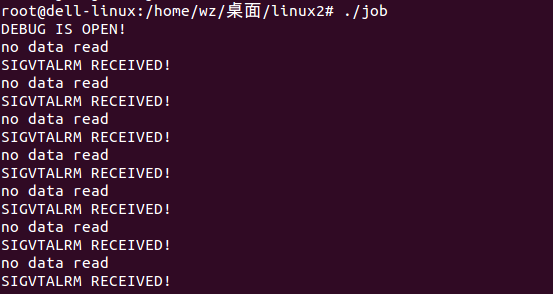 root@dell-linux:/home/wz/桌面/linux2# ./job
DEBUG IS OPEN!
no data read
SIGVTALRM RECEIVED!
no data read
SIGVTALRM RECEIVED!
no data read
SIGVTALRM RECEIVED!
no data read
SIGVTALRM RECEIVED!
no data read
SIGVTALRM RECEIVED!
no data read
SIGVTALRM RECEIVED!
no data read
SIGVTALRM RECEIVED!